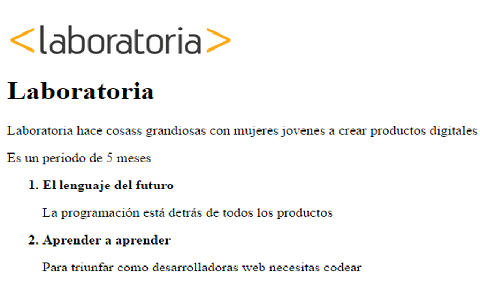 <laboratoria>
Laboratoria
Laboratoria hace cosass grandiosas con mujeres jovenes a crear productos digitales
Es un periodo de 5 meses
1. El lenguaje del futuro
La programación está detrás de todos los productos
2. Aprender a aprender
Para triunfar como desarrolladoras web necesitas codear